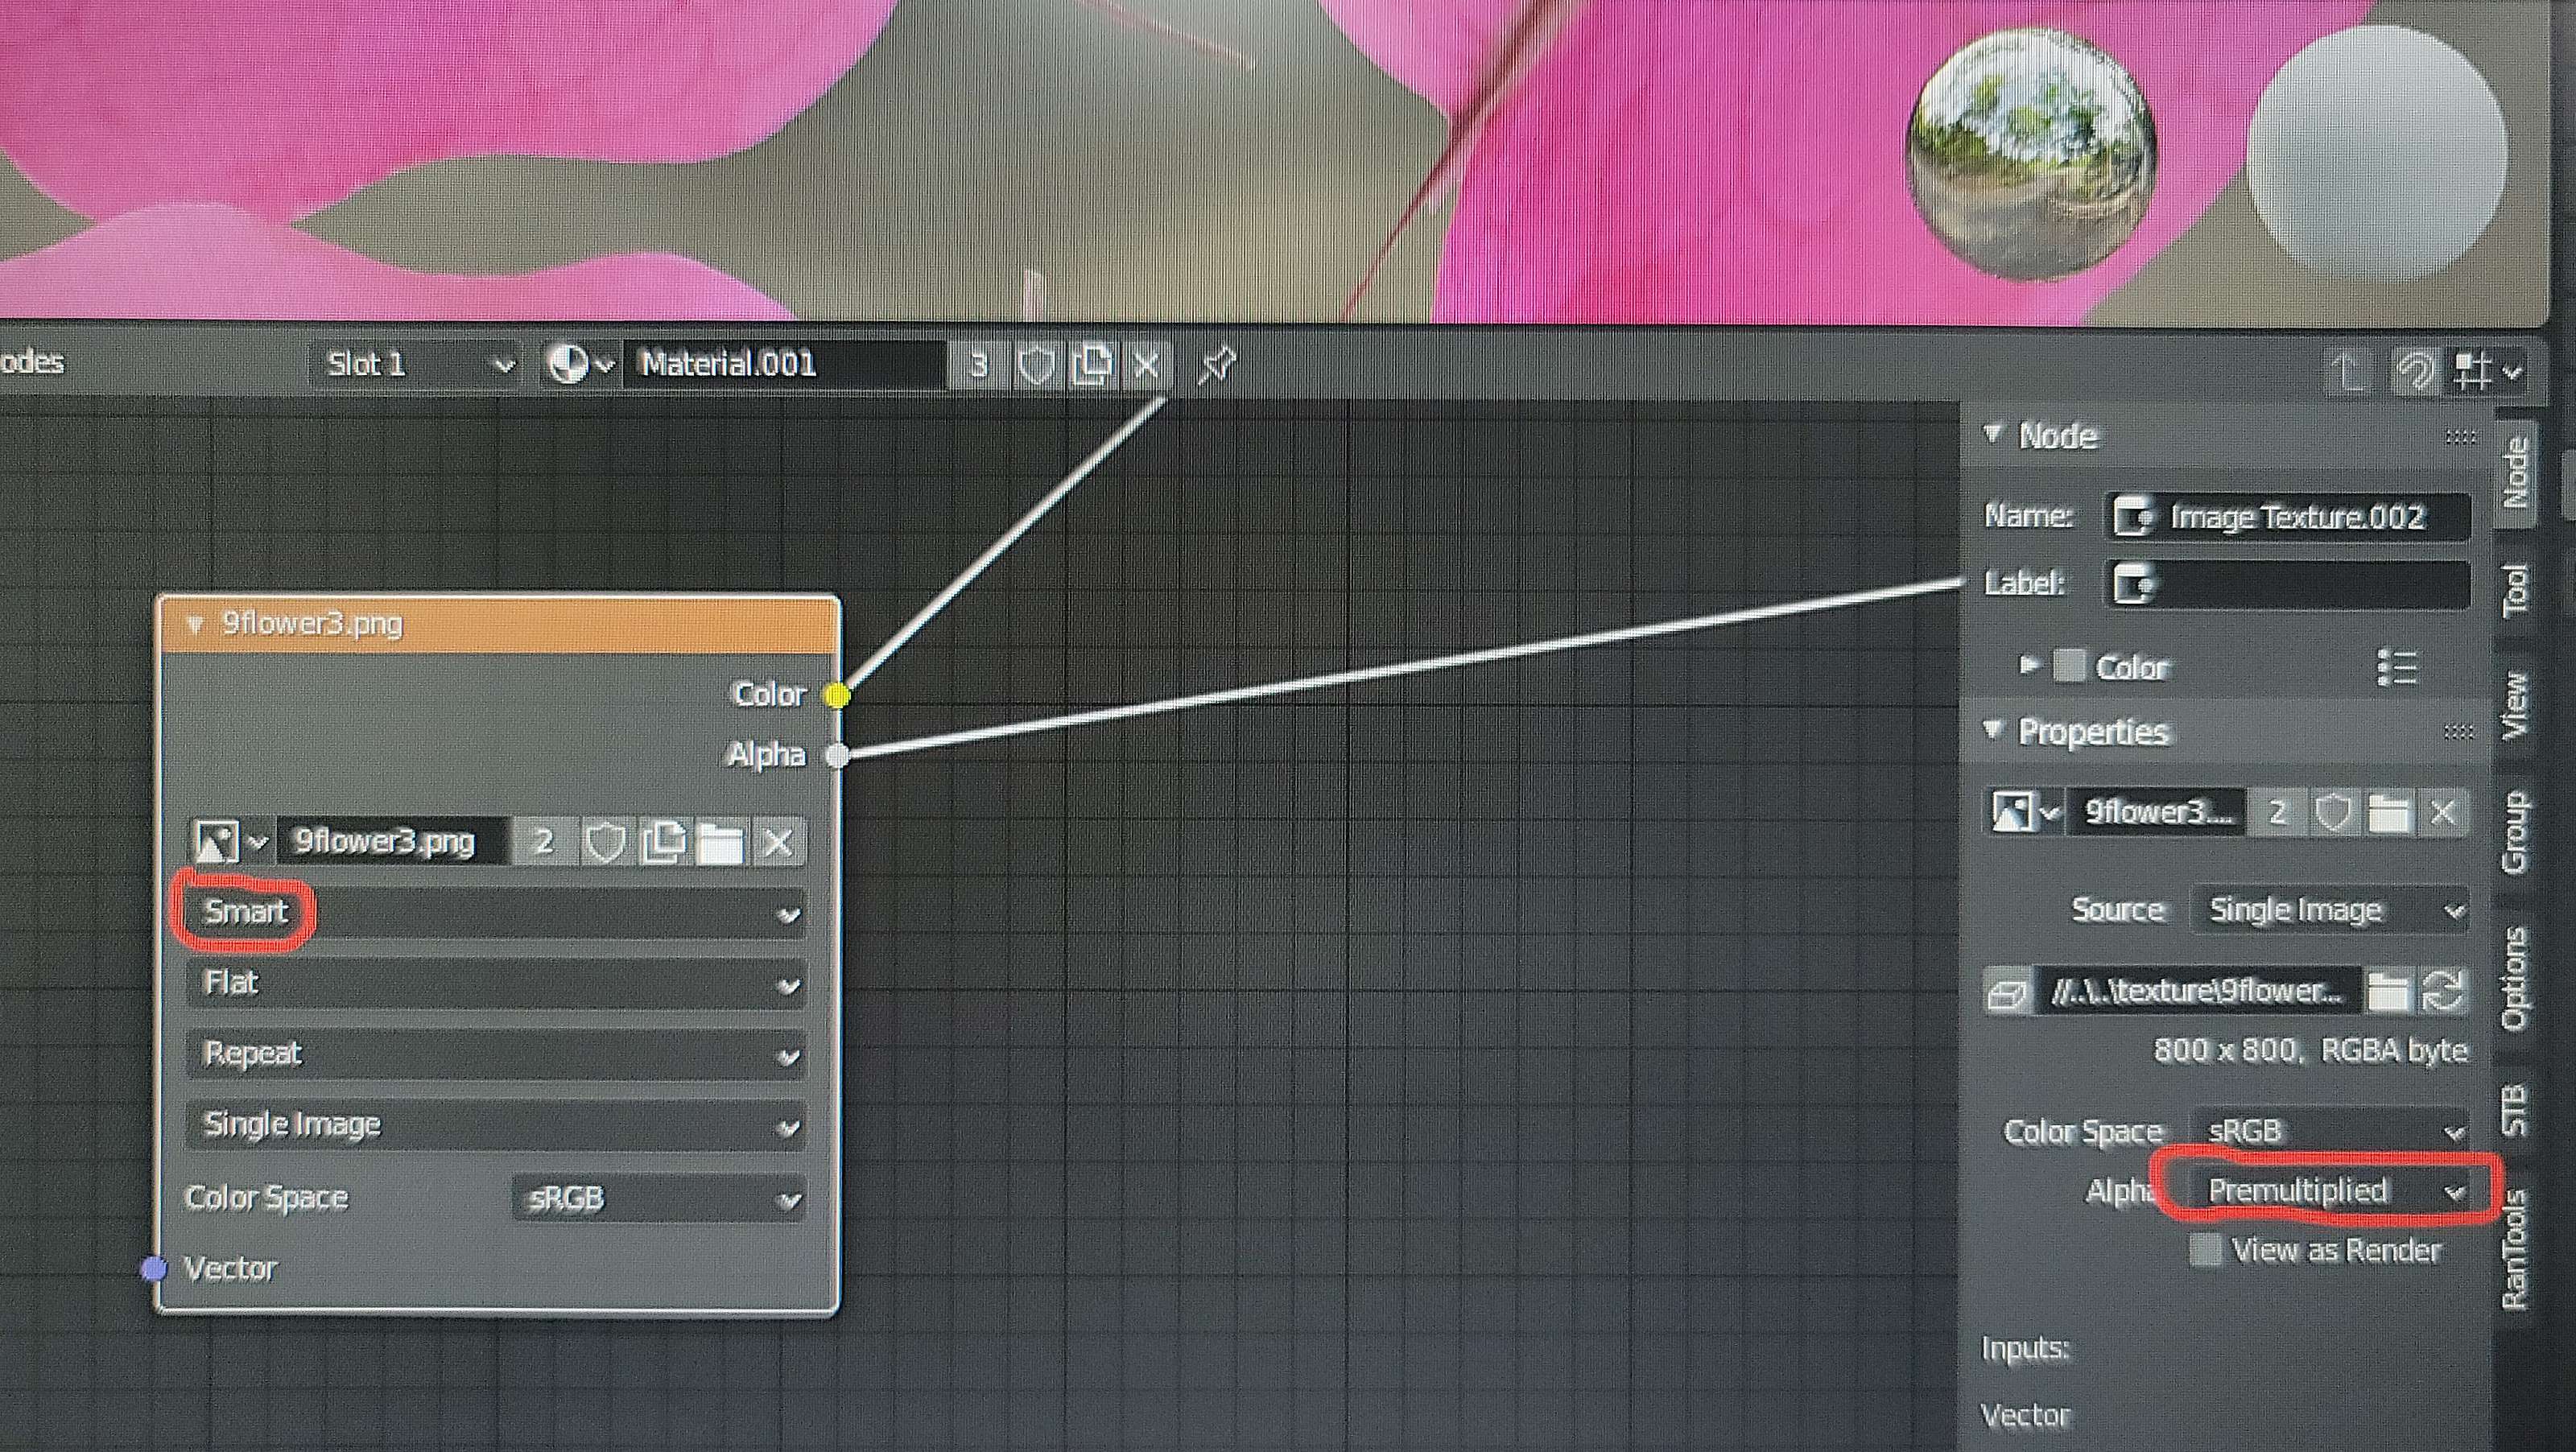 odes
Slot 1
Material.001
3
9flower3.png
Color
Alpha
9flower3.png
2
Smart
Flat
Repeat
Single Image
Color Space
sRGB
Vector
Node
Name:
Image Texture.002
Label:
Color
Properties
9flower3....
2
Source
Single Image
//..\..\texture\9flower...
800 x 800, RGBA byte
Color Space
sRGB
Alpha
Premultiplied
View as Render
Inputs:
Vector
Node
Tool
View
Group
Options
STB
RanTools